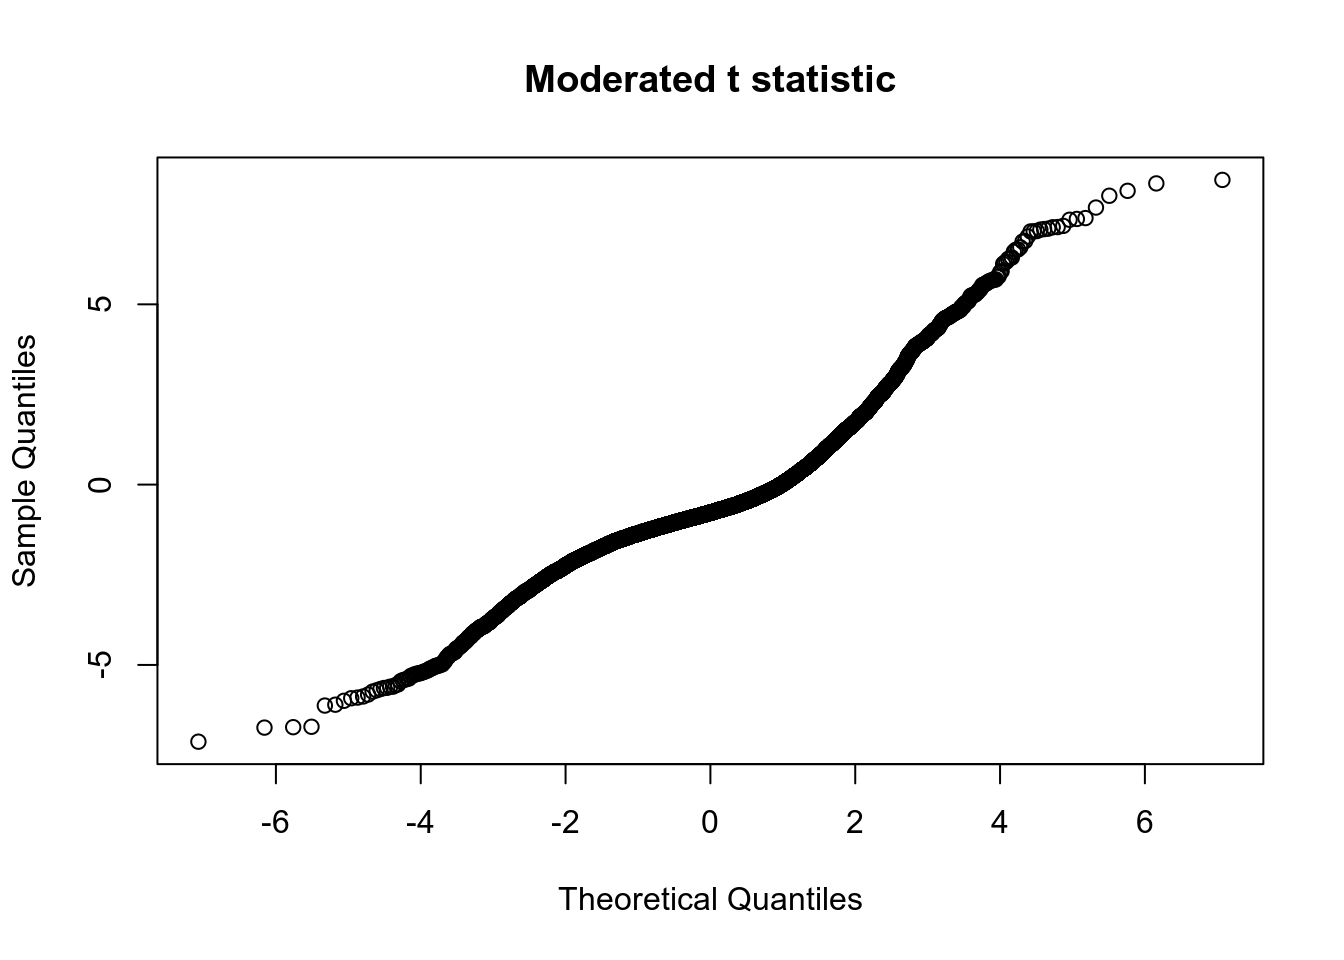 Moderated t statistic
Sample Quantiles
5
0
-5
-6 -4 -2 0 2 4 6
Theoretical Quantiles